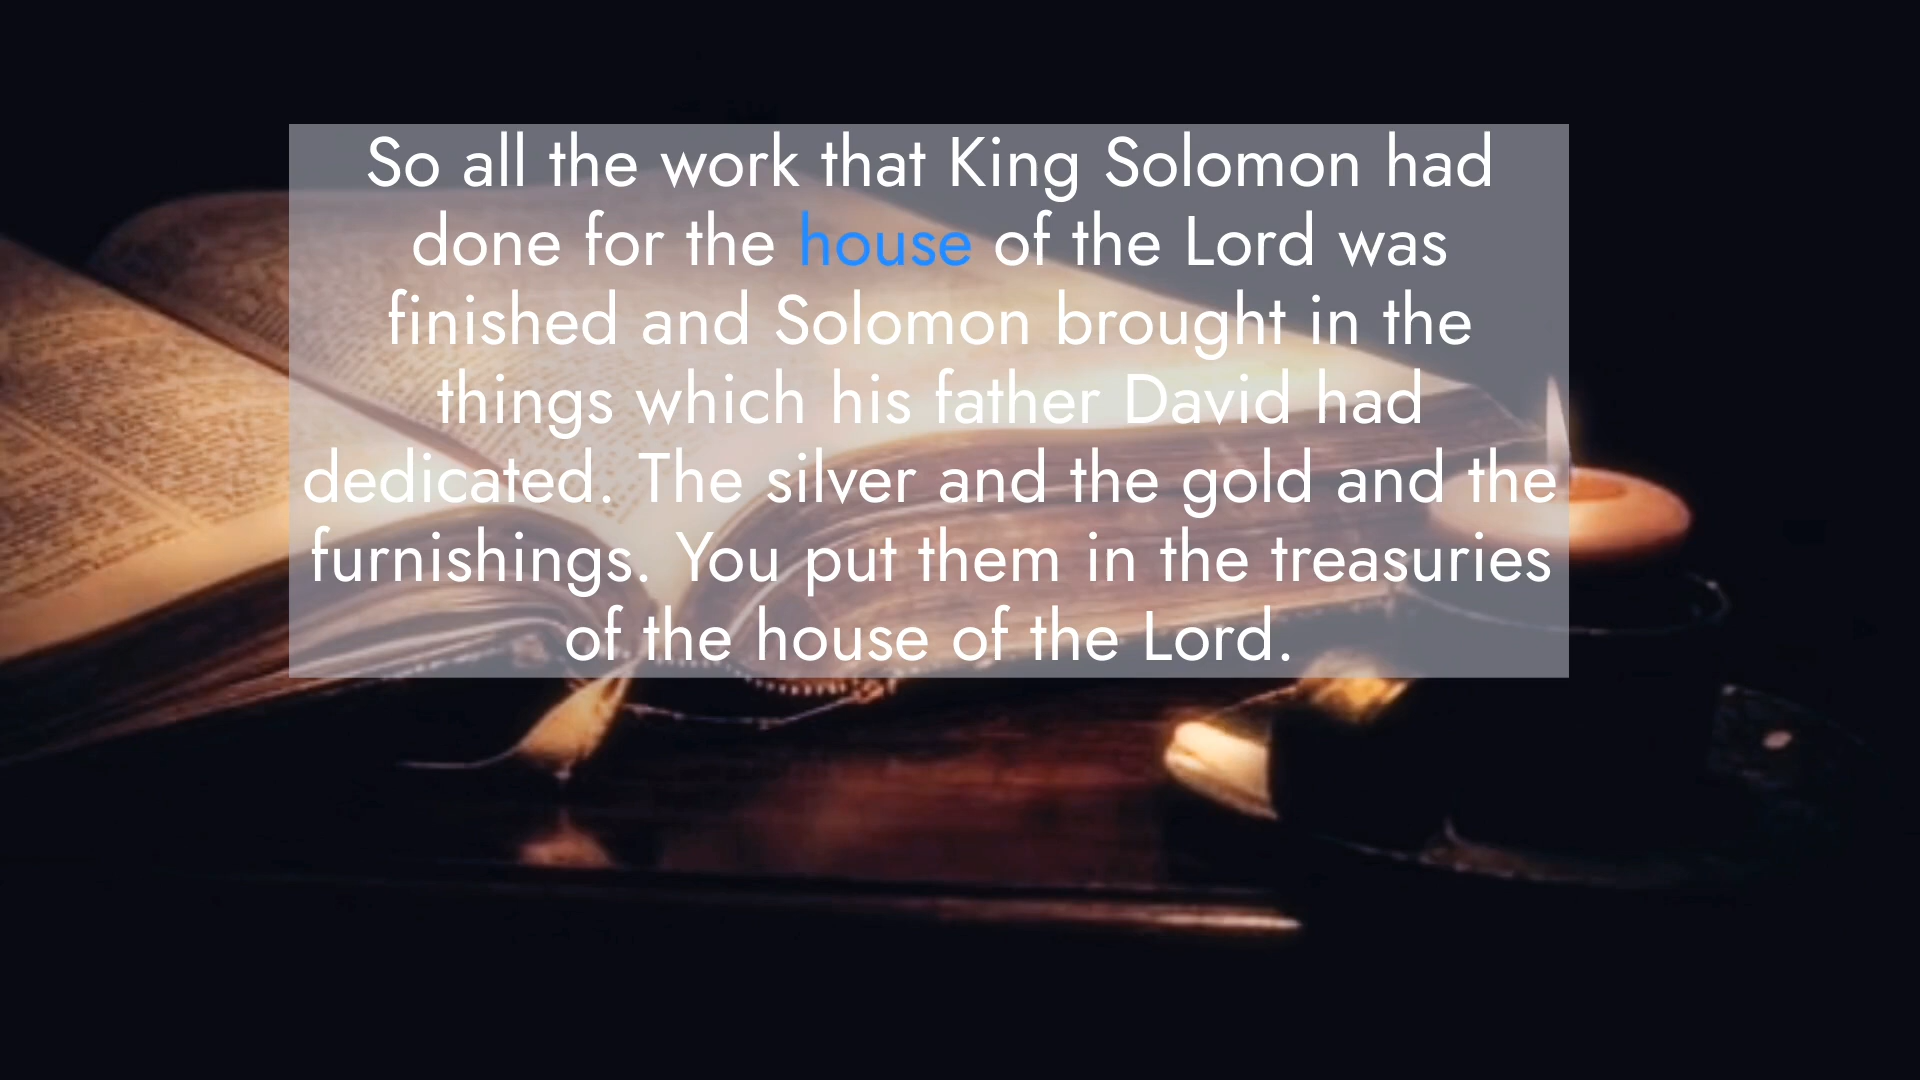 So all the work that King Solomon had
done for the house of the Lord was
finished and Solomon brought in the
things which his father David had
dedicated. The silver and the gold and the
furnishings. You put them in the treasuries
of the house of the Lord.